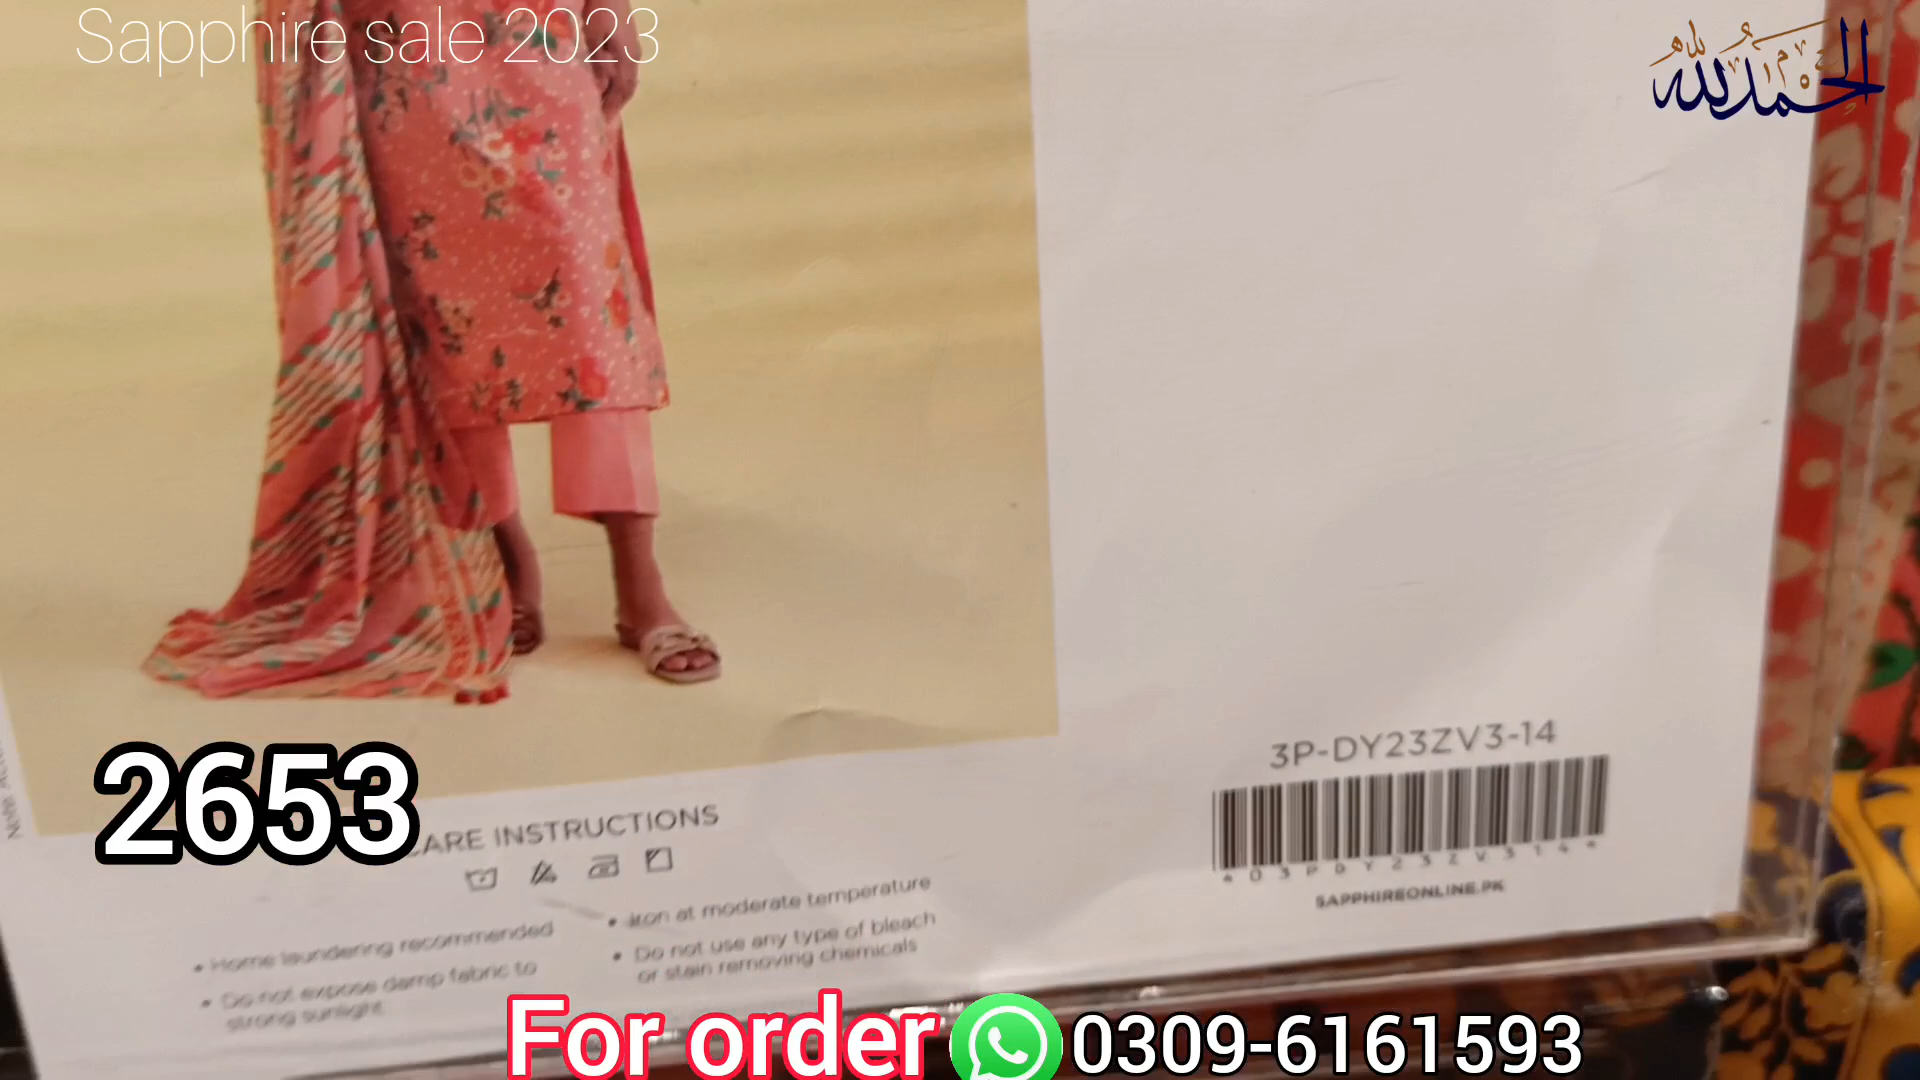 Sapphire sale 2023
الحمدلله
3P-DY23ZV3-14
*403PDY23ZV314*
SAPPHIREONLINE.PK
2653
CARE INSTRUCTIONS
• Home laundering recommended
• Do not expose damp fabric to
strong sunlight
• Iron at moderate temperature
• Do not use any type of bleach
or stain removing chemicals
For order 0309-6161593